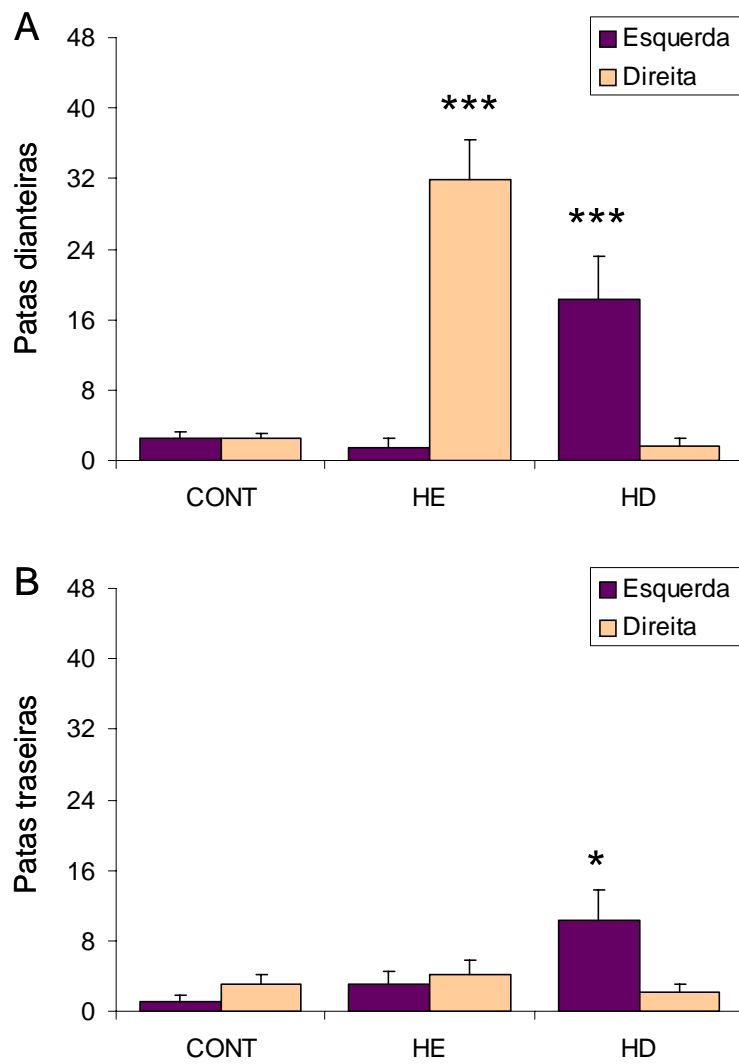 A
Esquerda
Direita
Patas dianteiras
48
40
32
24
16
8
0
***
***
CONT HE HD
B
Esquerda
Direita
Patas traseiras
48
40
32
24
16
8
0
*
CONT HE HD